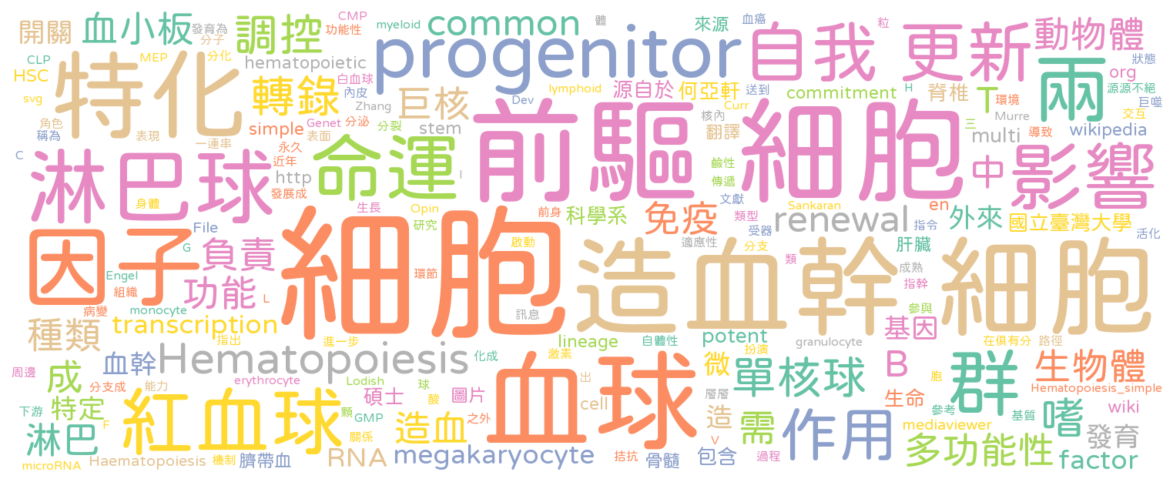 開關 血小板 發育為 調控 CMP 功能性 myeloid common 體 來源 血癌 自我 更新 動物體 粒 狀態
分子 分化 progenitor
CLP MEP hematopoietic 白血球 lymphoid 源自於 何亞軒 送到 H org 源源不絕
HSC 特化 轉錄 內皮 巨核 Dev commitment 脊椎 T 兩 巨噬
svg 分泌 Zhang Curr 環境 交互
角色 表現 simple Genet 表面 分裂 stem 核內 翻譯 multi 三 Murre 導致 wikipedia
稱為 一連串 永久 命運 前驅 細胞 鹼性 中 影響
C 淋巴球 近年 http 發展成 傳遞 文獻 en
身體 File 生長 Opin 前身 科學系 免疫 類型 Sankaran 外來 國立臺灣大學
G 負責 研究 renewal 受器 指令 活化
因子 細胞 啟動 適應性 分支 肝臟
Engel 功能 環節 造血幹 細胞 類 成熟
組織 L 指幹
病變 monocyte 訊息 自體性 參與
種類 transcription 指出 進一步 lineage potent 扮演 基因 在俱有分 路徑
血幹 Hematopoiesis 化成 激素 微 granulocyte 生物體
周邊 成 分支成 能力 erythrocyte Lodish 球 血球 出 層層 單核球 B 群 胞 Hematopoiesis_simple
下游 特定 紅血球 顆 酸 碩士 圖片 cell 造 生命 參考 基質 wiki
F GMP 造血 之外 需 作用 mediaviewer 嗜
淋巴 關係 v 發育
Haematopoiesis 機制 RNA megakaryocyte 拮抗 包含 多功能性
microRNA 臍帶血 骨髓 過程 factor